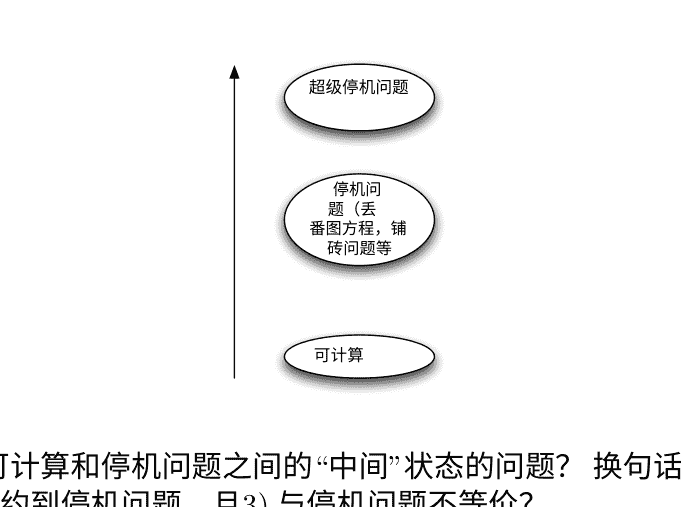 超级停机问题
停机问
题（丢
番图方程，铺
砖问题等
可计算
可计算和停机问题之间的“中间”状态的问题？ 换句话
约到停机问题，且3) 与停机问题不等价？